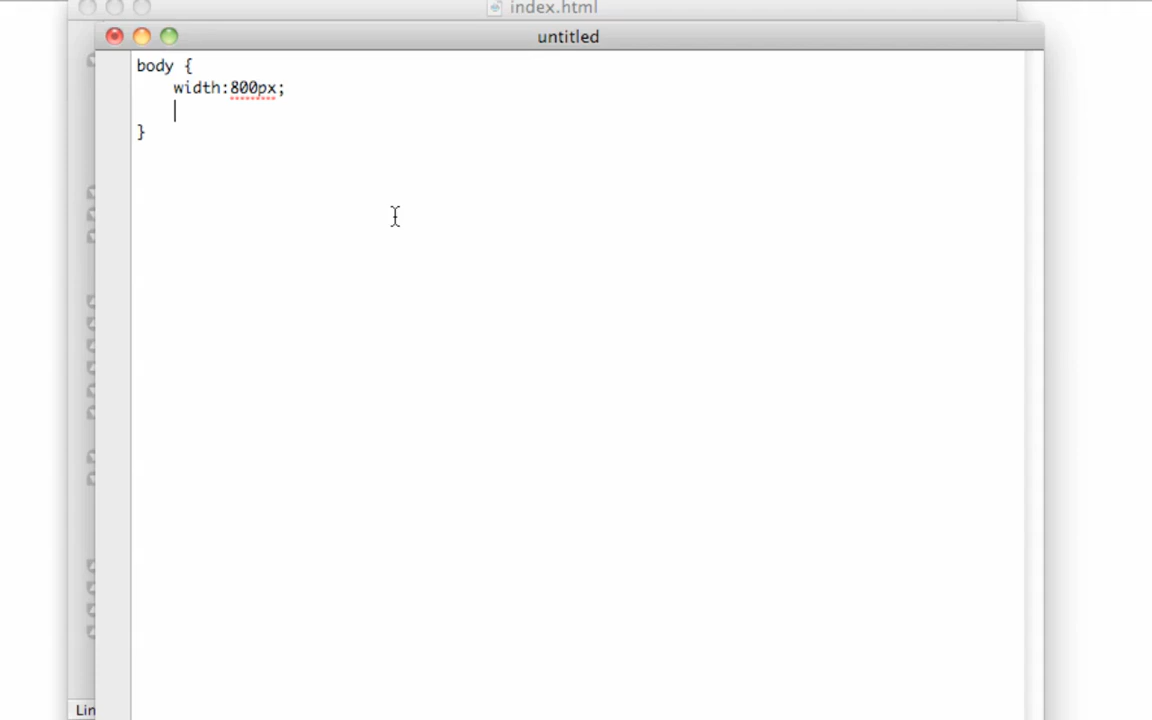 index.html
untitled
body {
width:800px;
}
Lin